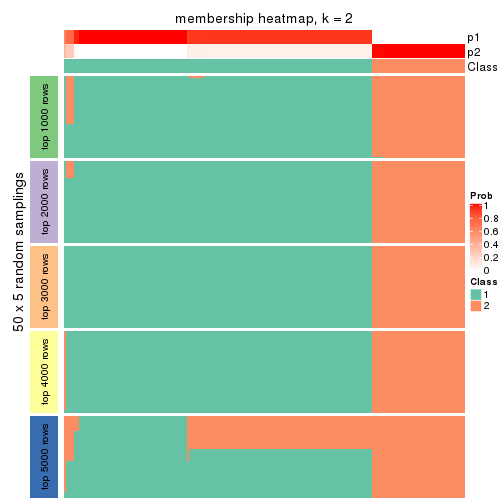 membership heatmap, k = 2
p1
p2
Class
50 x 5 random samplings
top 1000 rows
top 2000 rows
top 3000 rows
top 4000 rows
top 5000 rows
Prob
1
0.8
0.6
0.4
0.2
0
Class
1
2